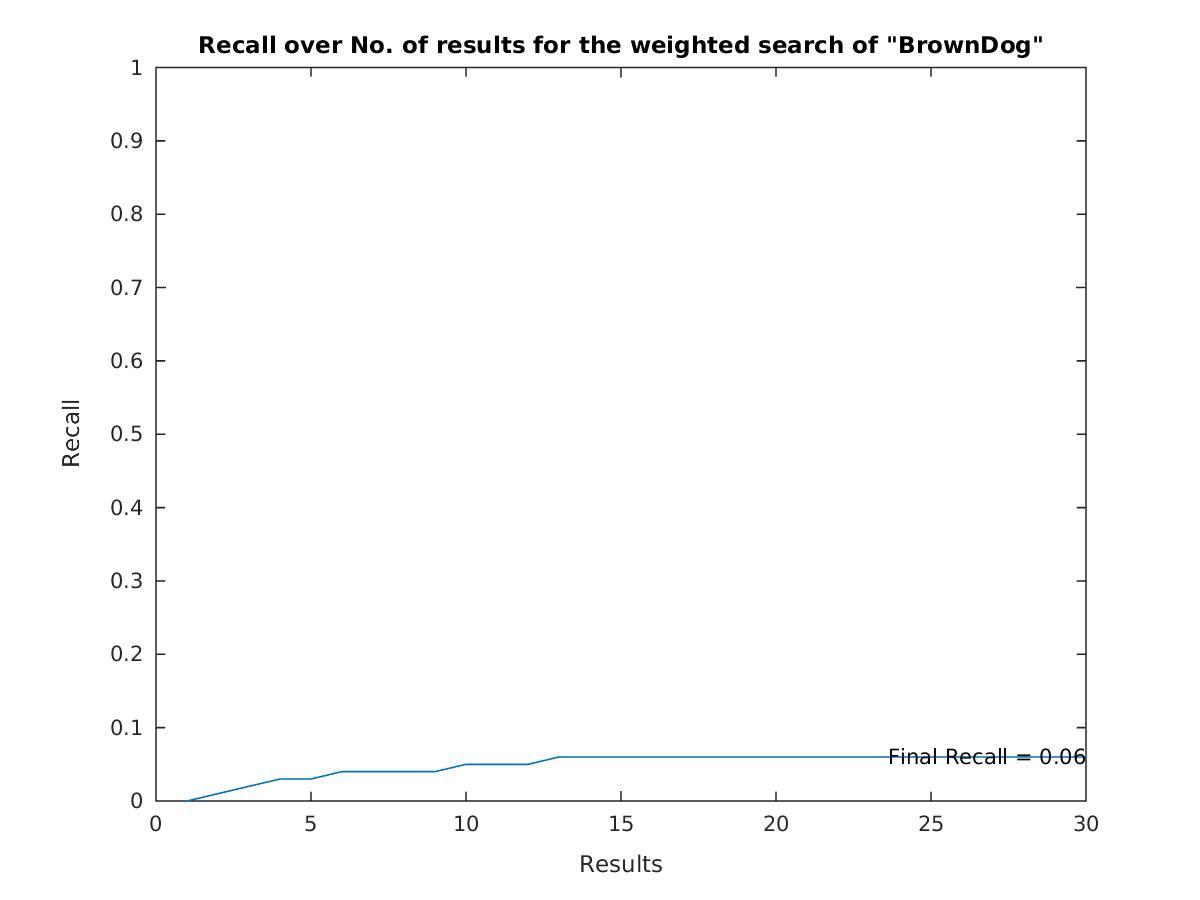 Recall over No. of results for the weighted search of "BrownDog"
1
0.9
0.8
0.7
0.6
0.5
0.4
0.3
0.2
0.1
0
Recall
Final Recall = 0.06
0 5 10 15 20 25 30
Results